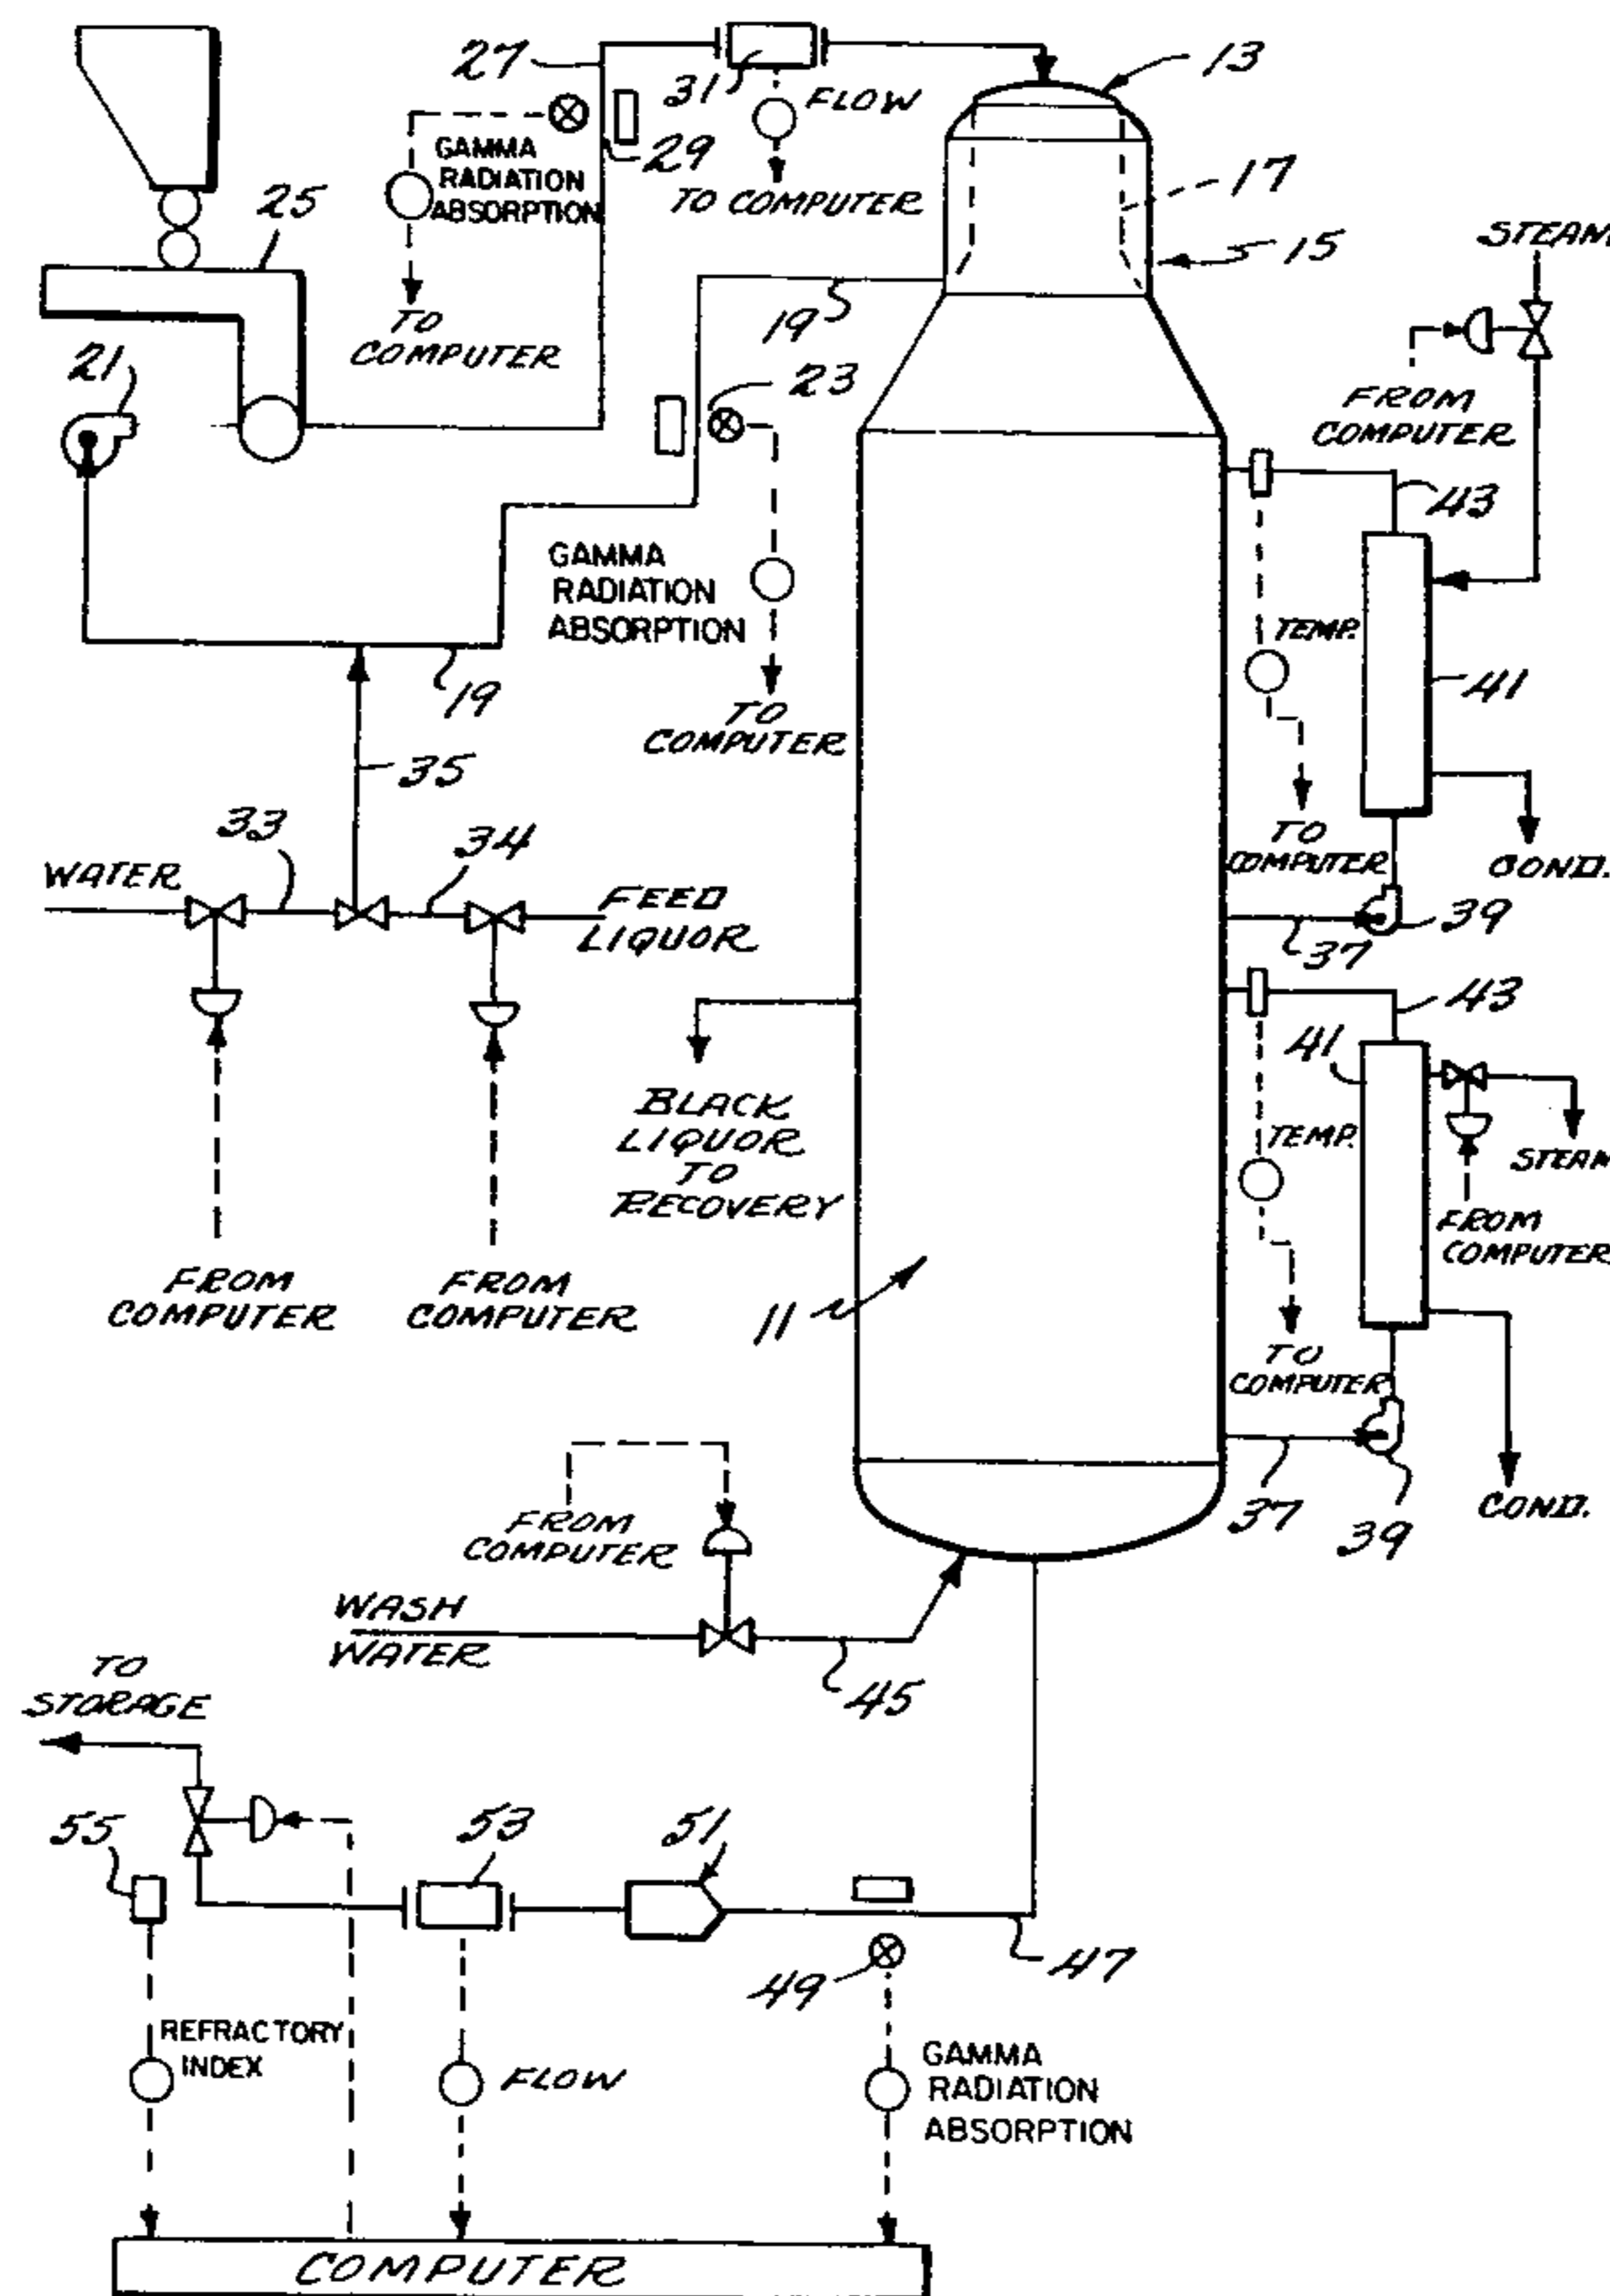 27
31
FLOW
13
GAMMA
RADIATION
ABSORPTION
29
TO COMPUTER
17
25
15
STEAM
TO
COMPUTER
19
21
23
FROM
COMPUTER
43
GAMMA
RADIATION
ABSORPTION
TEMP.
41
19
TO
COMPUTER
35
33
34
TO
COMPUTER
COND.
WATER
FEED
LIQUOR
39
37
43
41
BLACK
LIQUOR
TO
RECOVERY
TEMP.
STEAM
FROM
COMPUTER
FROM
COMPUTER
FROM
COMPUTER
11
TO
COMPUTER
37
39
COND.
FROM
COMPUTER
WASH
WATER
45
TO
STORAGE
55
53
51
49
47
REFRACTORY
INDEX
FLOW
GAMMA
RADIATION
ABSORPTION
COMPUTER